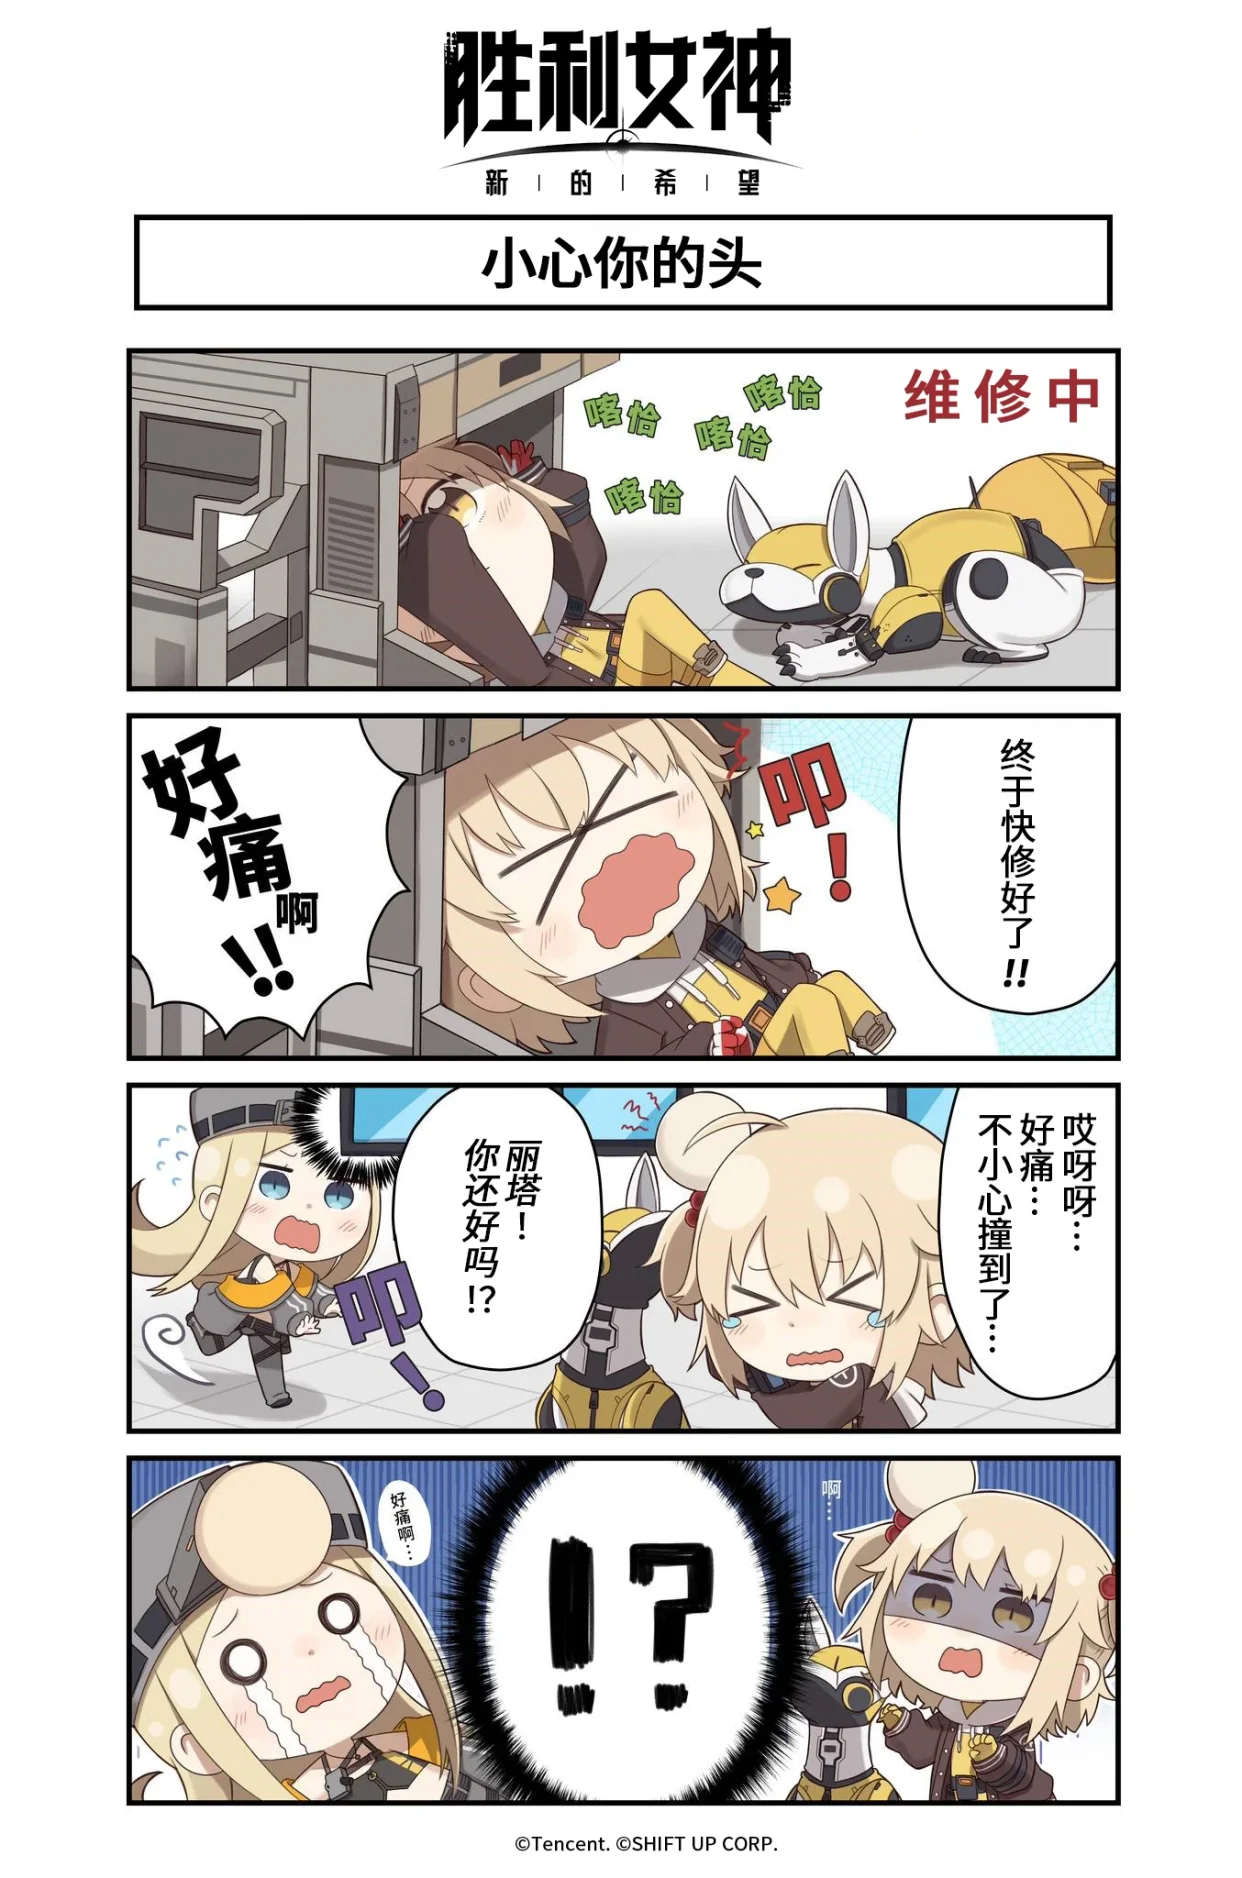 胜利女神
新的希望
小心你的头
维修中
喀恰
喀恰
喀恰
喀恰
终于快修好了!!
叩!
好痛啊!!
哎呀呀…
好痛…
不小心撞到了…
丽塔!
你还好吗!?
叩!
啊…
!?
好痛啊…
©Tencent. ©SHIFT UP CORP.